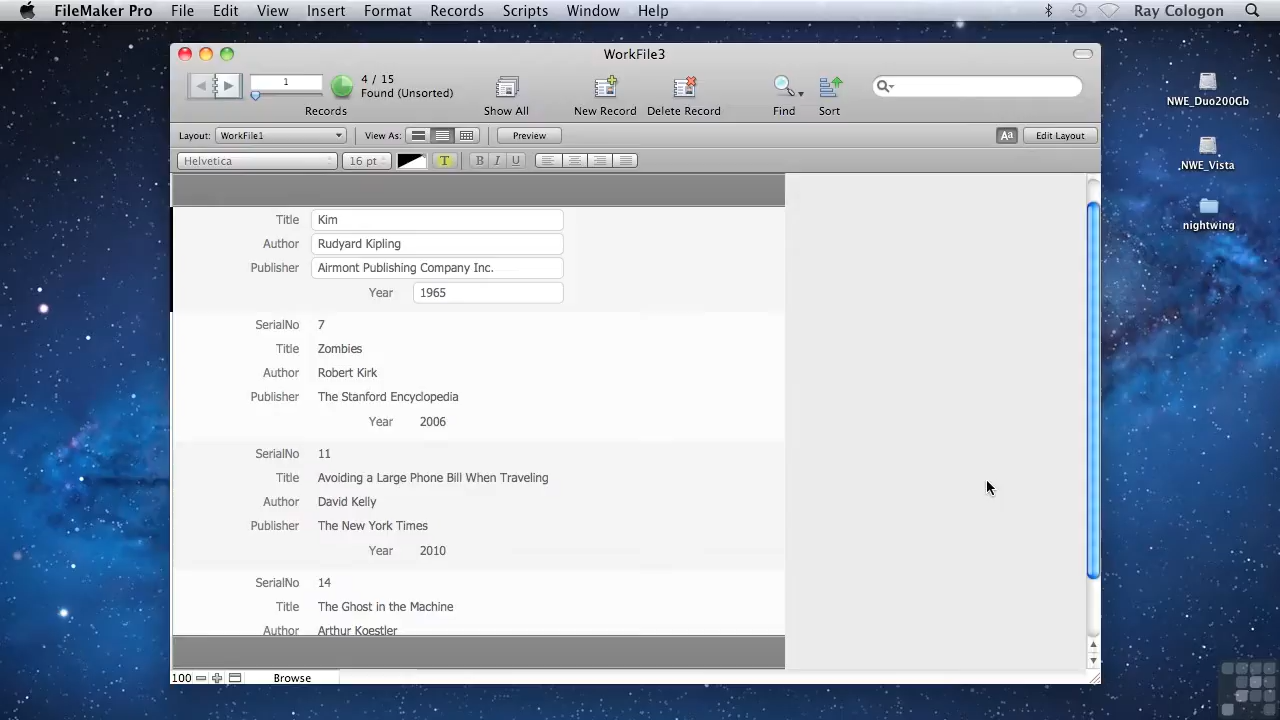 FileMaker Pro File Edit View Insert Format Records Scripts Window Help Ray Cologon
WorkFile3
1
4 / 15
Found (Unsorted)
Records Show All New Record Delete Record Find Sort
Layout: WorkFile1 View As: Preview Aa Edit Layout
Helvetica 16 pt T B I U
Title Kim
Author Rudyard Kipling
Publisher Airmont Publishing Company Inc.
Year 1965
SerialNo 7
Title Zombies
Author Robert Kirk
Publisher The Stanford Encyclopedia
Year 2006
SerialNo 11
Title Avoiding a Large Phone Bill When Traveling
Author David Kelly
Publisher The New York Times
Year 2010
SerialNo 14
Title The Ghost in the Machine
Author Arthur Koestler
100 Browse
NWE_Duo200Gb
NWE_Vista
nightwing